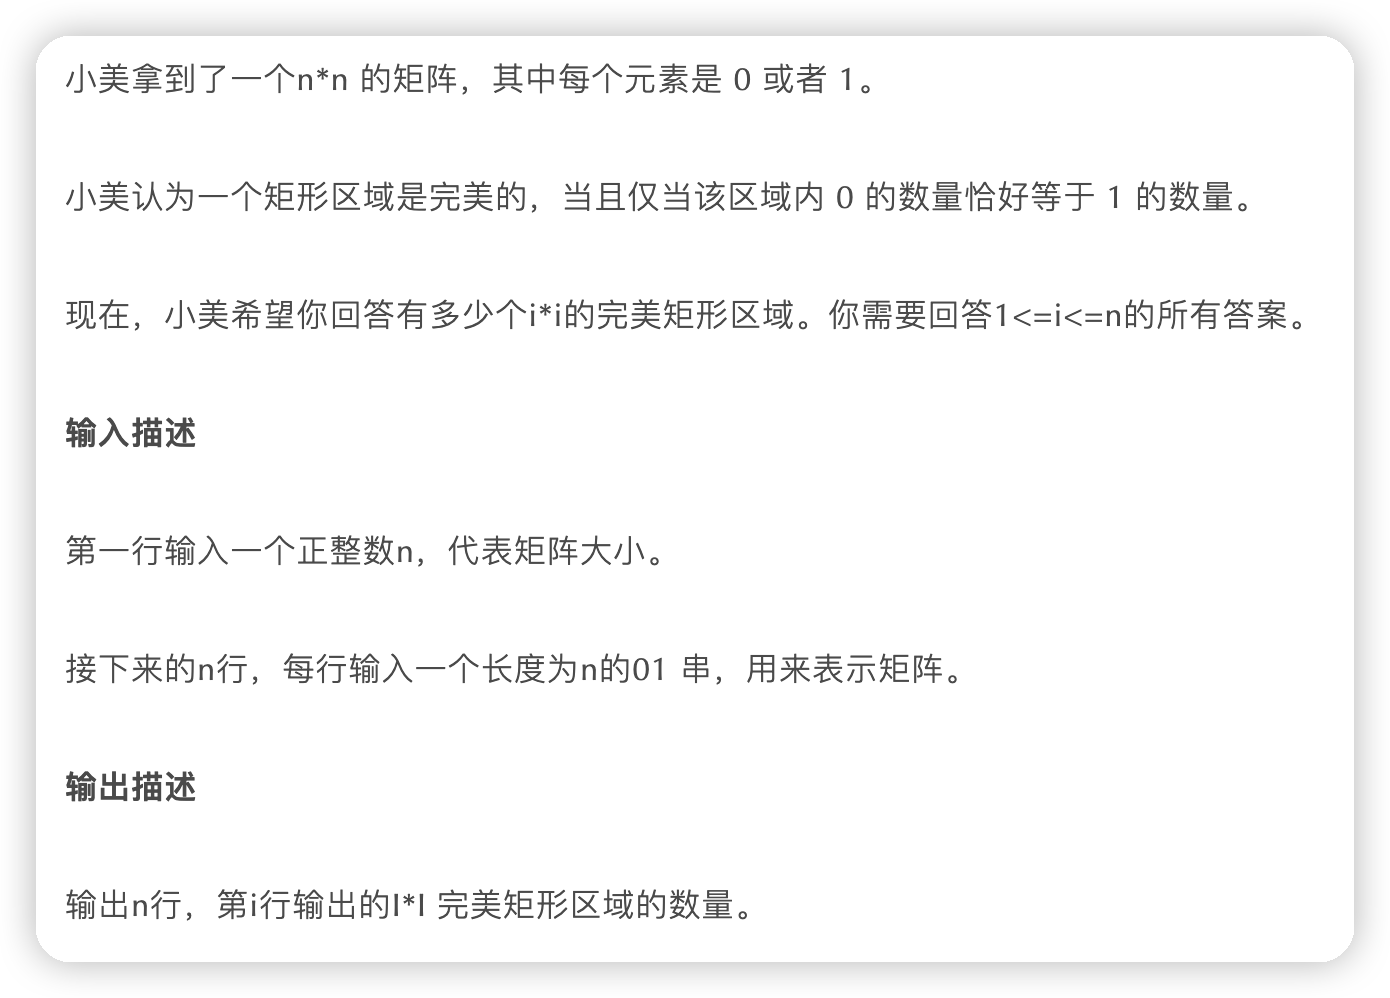 小美拿到了一个n*n 的矩阵，其中每个元素是 0 或者 1。
小美认为一个矩形区域是完美的，当且仅当该区域内 0 的数量恰好等于 1 的数量。
现在，小美希望你回答有多少个i*i的完美矩形区域。你需要回答1<=i<=n的所有答案。
输入描述
第一行输入一个正整数n，代表矩阵大小。
接下来的n行，每行输入一个长度为n的01 串，用来表示矩阵。
输出描述
输出n行，第i行输出的I*I 完美矩形区域的数量。